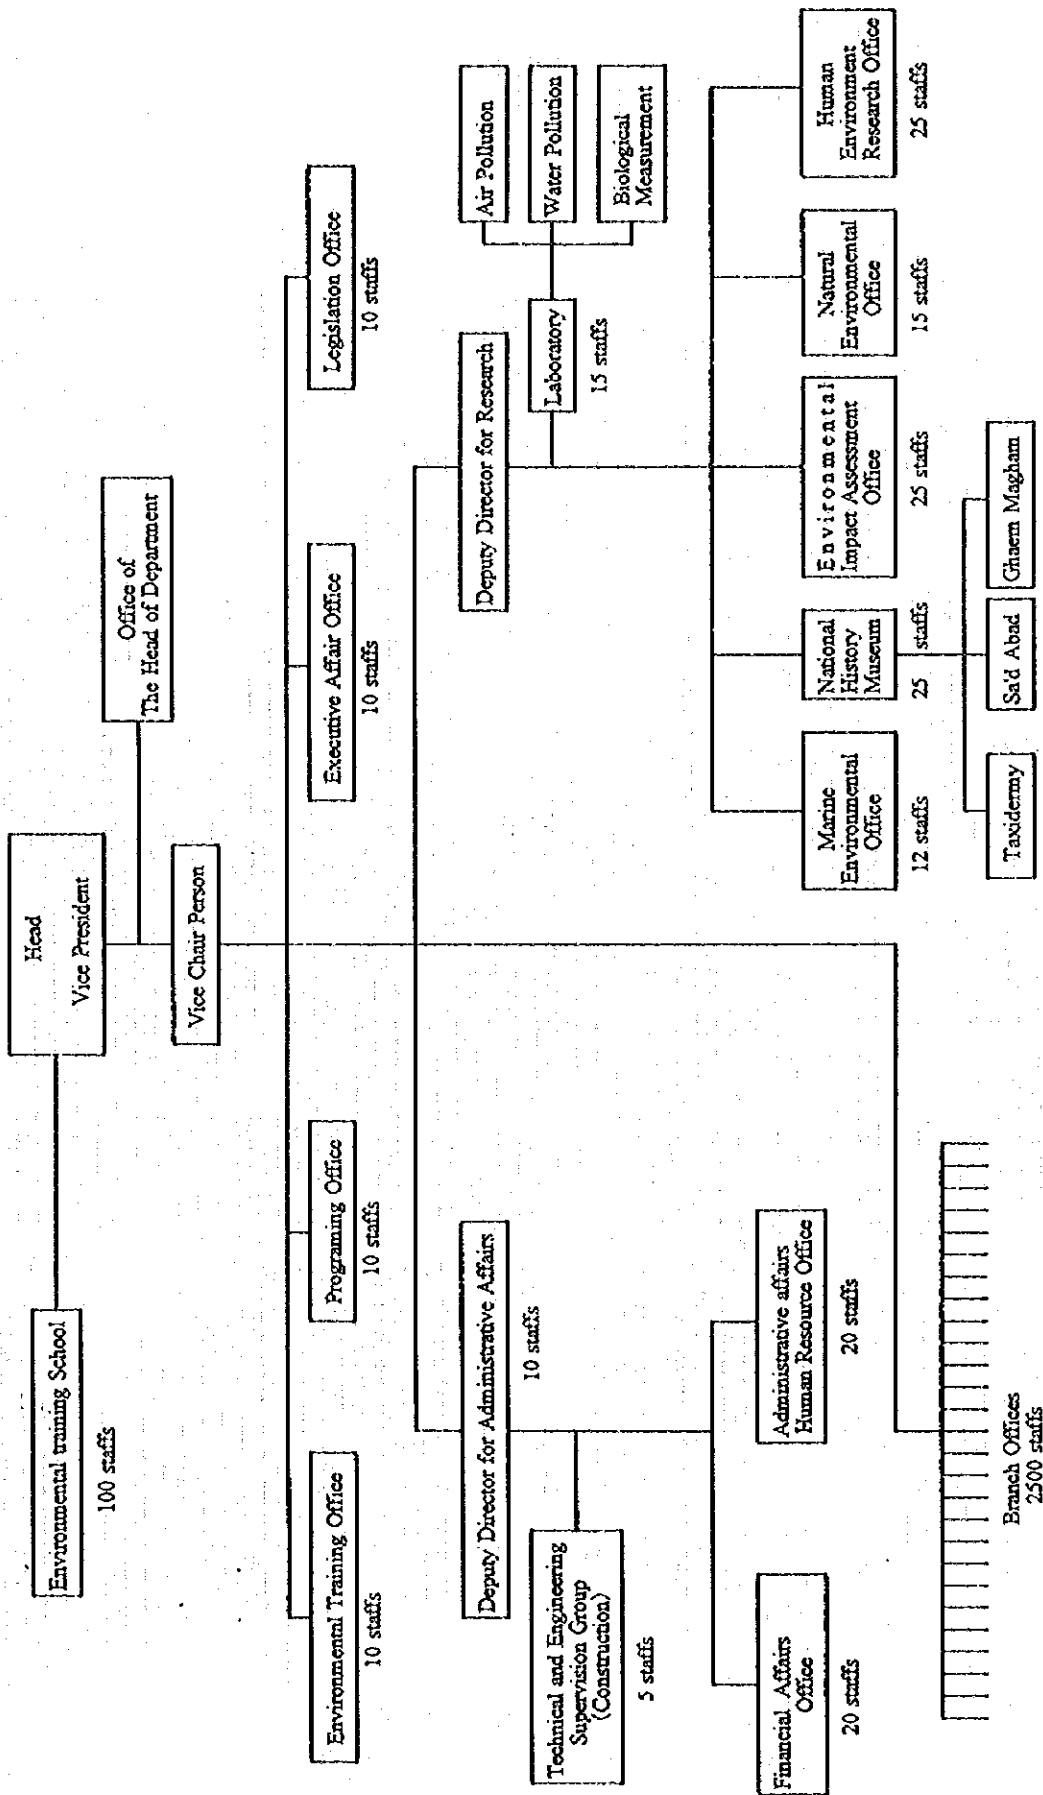 Head
Vice President
Office of
The Head of Department
Environmental training School
100 staffs
Vice Chair Person
Environmental Training Office
10 staffs
Programing Office
10 staffs
Executive Affair Office
10 staffs
Legislation Office
10 staffs
Deputy Director for Administrative Affairs
10 staffs
Technical and Engineering
Supervision Group
(Construction)
5 staffs
Financial Affairs
Office
20 staffs
Administrative affairs
Human Resource Office
20 staffs
Deputy Director for Research
Laboratory
15 staffs
Air Pollution
Water Pollution
Biological
Measurement
Marine
Environmental
Office
12 staffs
National
History
Museum
25 staffs
Environmental
Impact Assessment
Office
25 staffs
Natural
Environmental
Office
15 staffs
Human
Environment
Research Office
25 staffs
Taxidermy
Sa'd Abad
Ghaem Magham
Branch Offices
2500 staffs